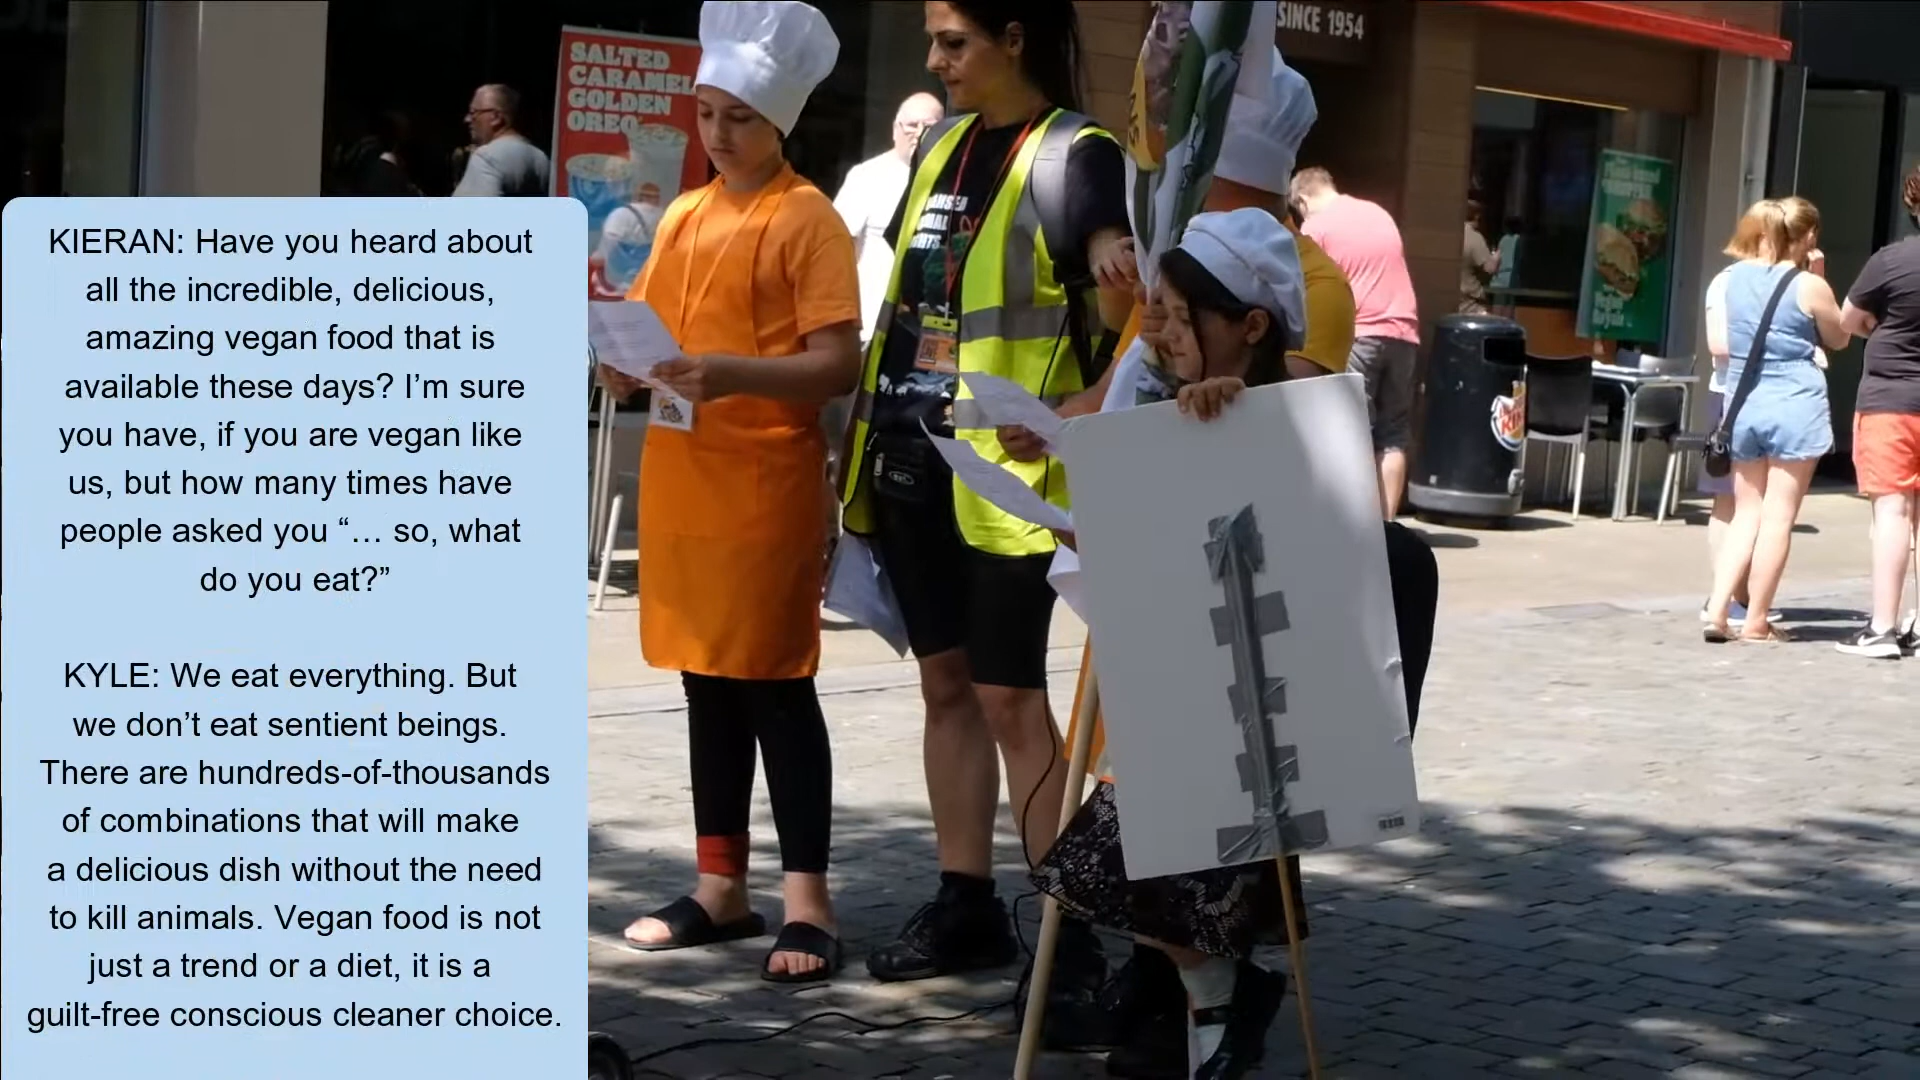 SINCE 1954
SALTED
CARAMEL
GOLDEN
OREO
KIERAN: Have you heard about
all the incredible, delicious,
amazing vegan food that is
available these days? I’m sure
you have, if you are vegan like
us, but how many times have
people asked you “… so, what
do you eat?”
KYLE: We eat everything. But
we don’t eat sentient beings.
There are hundreds-of-thousands
of combinations that will make
a delicious dish without the need
to kill animals. Vegan food is not
just a trend or a diet, it is a
guilt-free conscious cleaner choice.